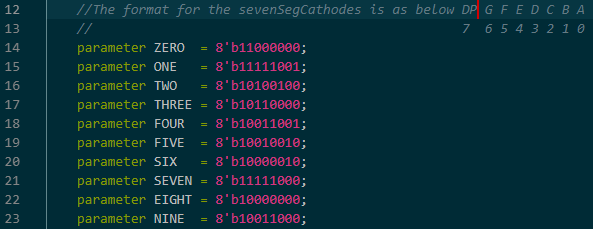 12 //The format for the sevenSegCathodes is as below DP G F E D C B A
13 // 7 6 5 4 3 2 1 0
14 parameter ZERO = 8'b11000000;
15 parameter ONE = 8'b11111001;
16 parameter TWO = 8'b10100100;
17 parameter THREE = 8'b10110000;
18 parameter FOUR = 8'b10011001;
19 parameter FIVE = 8'b10010010;
20 parameter SIX = 8'b10000010;
21 parameter SEVEN = 8'b11111000;
22 parameter EIGHT = 8'b10000000;
23 parameter NINE = 8'b10011000;